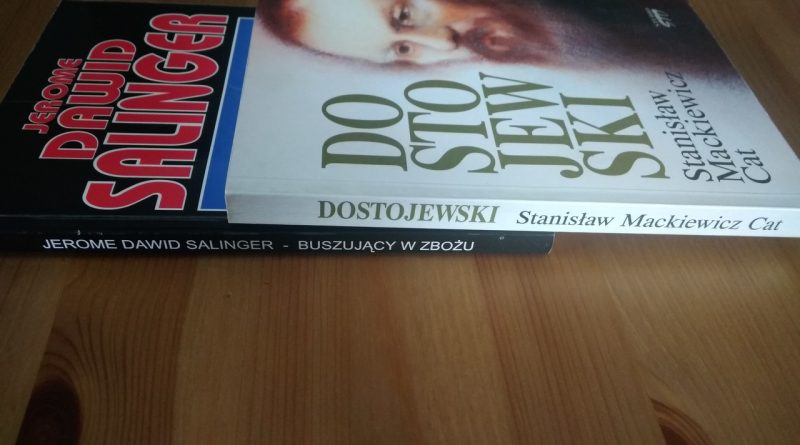 JEROME
DAWID
SALINGER
JEROME DAWID SALINGER - BUSZUJĄCY W ZBOŻU
DO
STO
JEW
SKI
Stanisław
Mackiewicz
Cat
DOSTOJEWSKI Stanisław Mackiewicz Cat